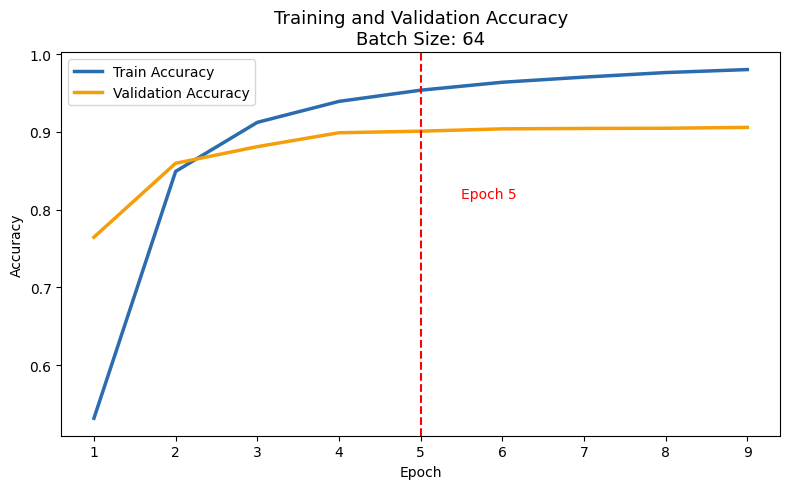 Training and Validation Accuracy
Batch Size: 64
Train Accuracy
Validation Accuracy
1.0
0.9
0.8
0.7
0.6
Accuracy
Epoch 5
1 2 3 4 5 6 7 8 9
Epoch